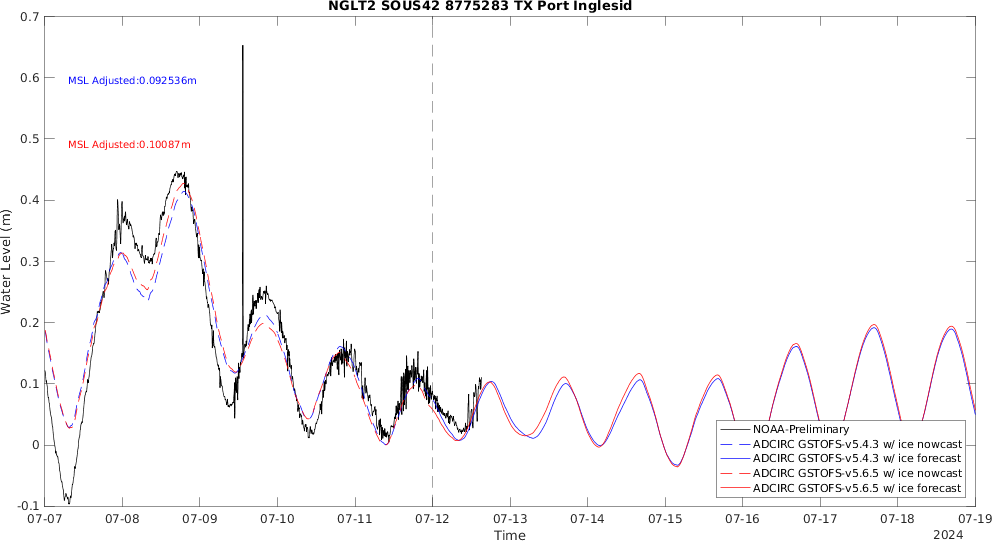 NGLT2 SOUS42 8775283 TX Port Inglesid
0.7
0.6
0.5
0.4
0.3
0.2
0.1
0
-0.1
Water Level (m)
MSL Adjusted:0.092536m
MSL Adjusted:0.10087m
NOAA-Preliminary
ADCIRC GSTOFS-v5.4.3 w/ ice nowcast
ADCIRC GSTOFS-v5.4.3 w/ ice forecast
ADCIRC GSTOFS-v5.6.5 w/ ice nowcast
ADCIRC GSTOFS-v5.6.5 w/ ice forecast
07-07 07-08 07-09 07-10 07-11 07-12 07-13 07-14 07-15 07-16 07-17 07-18 07-19
Time
2024